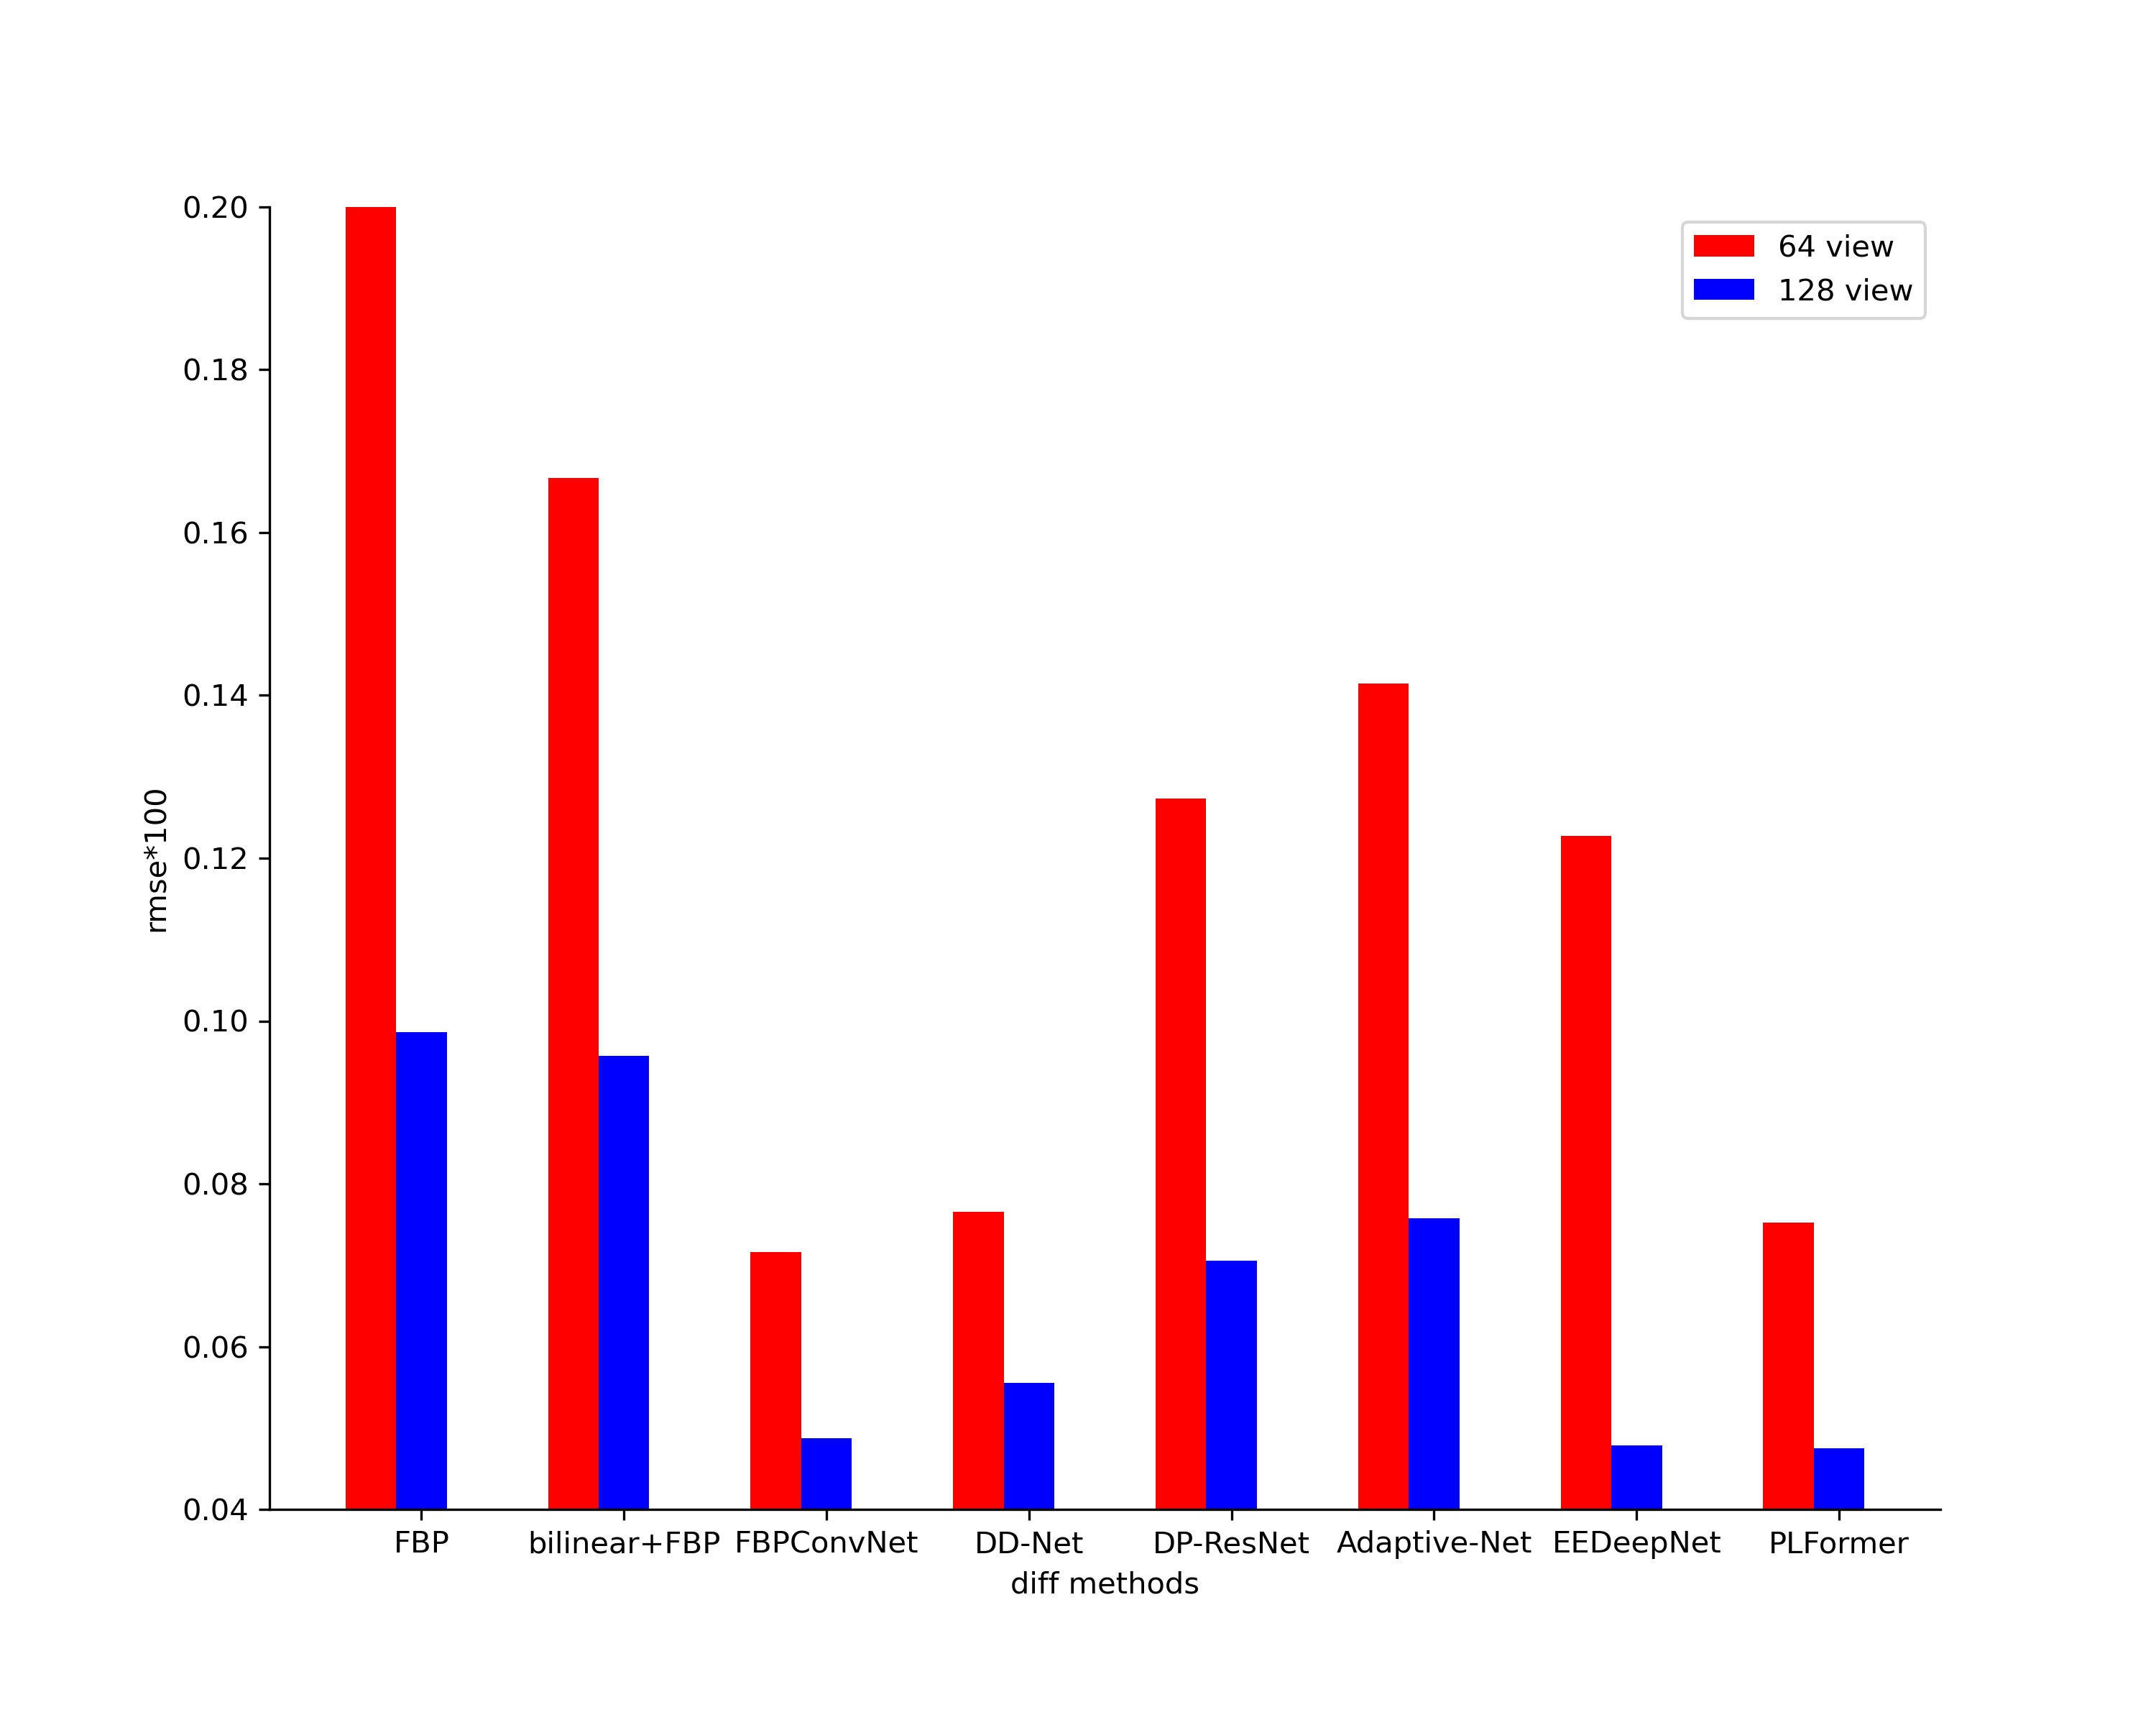 0.20
0.18
0.16
0.14
0.12
0.10
0.08
0.06
0.04
rmse*100
64 view
128 view
FBP bilinear+FBP FBPConvNet DD-Net DP-ResNet Adaptive-Net EEDeepNet PLFormer
diff methods